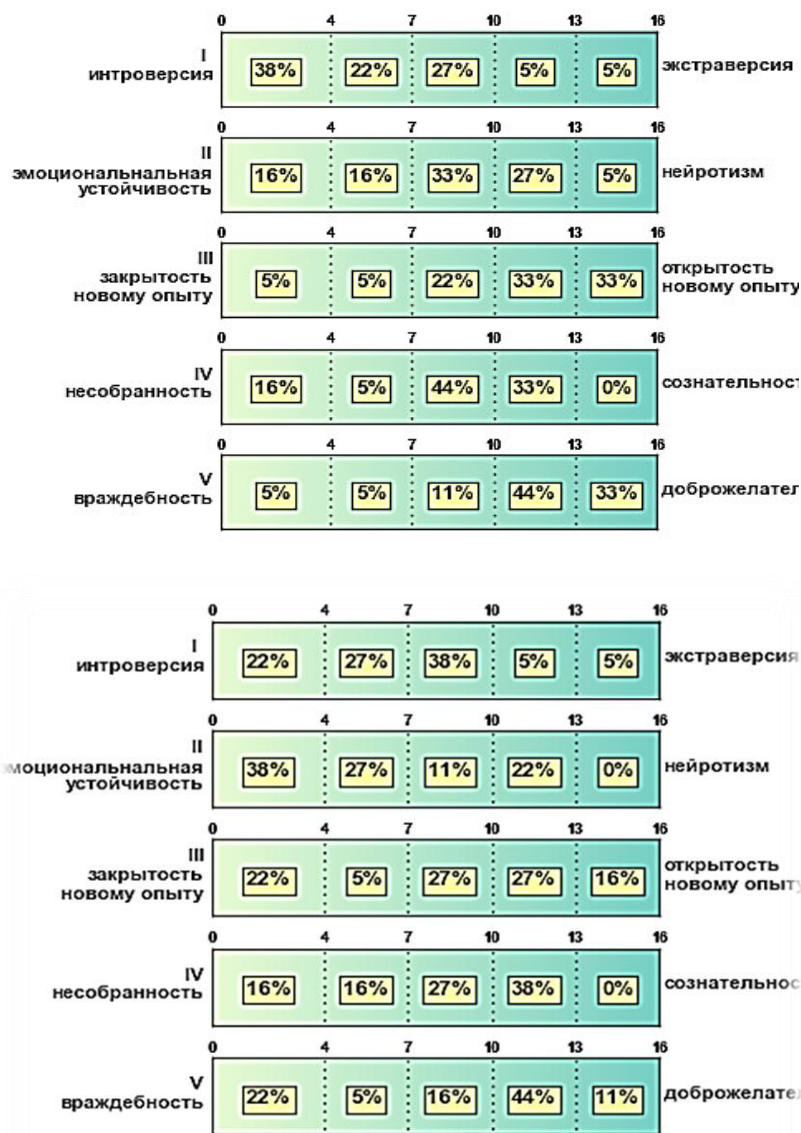 0 4 7 10 13 16
I
интроверсия
38% 22% 27% 5% 5%
экстраверсия
0 4 7 10 13 16
II
эмоциональнальная
устойчивость
16% 16% 33% 27% 5%
нейротизм
0 4 7 10 13 16
III
закрытость
новому опыту
5% 5% 22% 33% 33%
открытость
новому опыту
0 4 7 10 13 16
IV
несобранность
16% 5% 44% 33% 0%
сознательност
0 4 7 10 13 16
V
враждебность
5% 5% 11% 44% 33%
доброжелател
0 4 7 10 13 16
I
интроверсия
22% 27% 38% 5% 5%
экстраверсия
0 4 7 10 13 16
II
эмоциональнальная
устойчивость
38% 27% 11% 22% 0%
нейротизм
0 4 7 10 13 16
III
закрытость
новому опыту
22% 5% 27% 27% 16%
открытость
новому опыту
0 4 7 10 13 16
IV
несобранность
16% 16% 27% 38% 0%
сознательнос
0 4 7 10 13 16
V
враждебность
22% 5% 16% 44% 11%
доброжелател